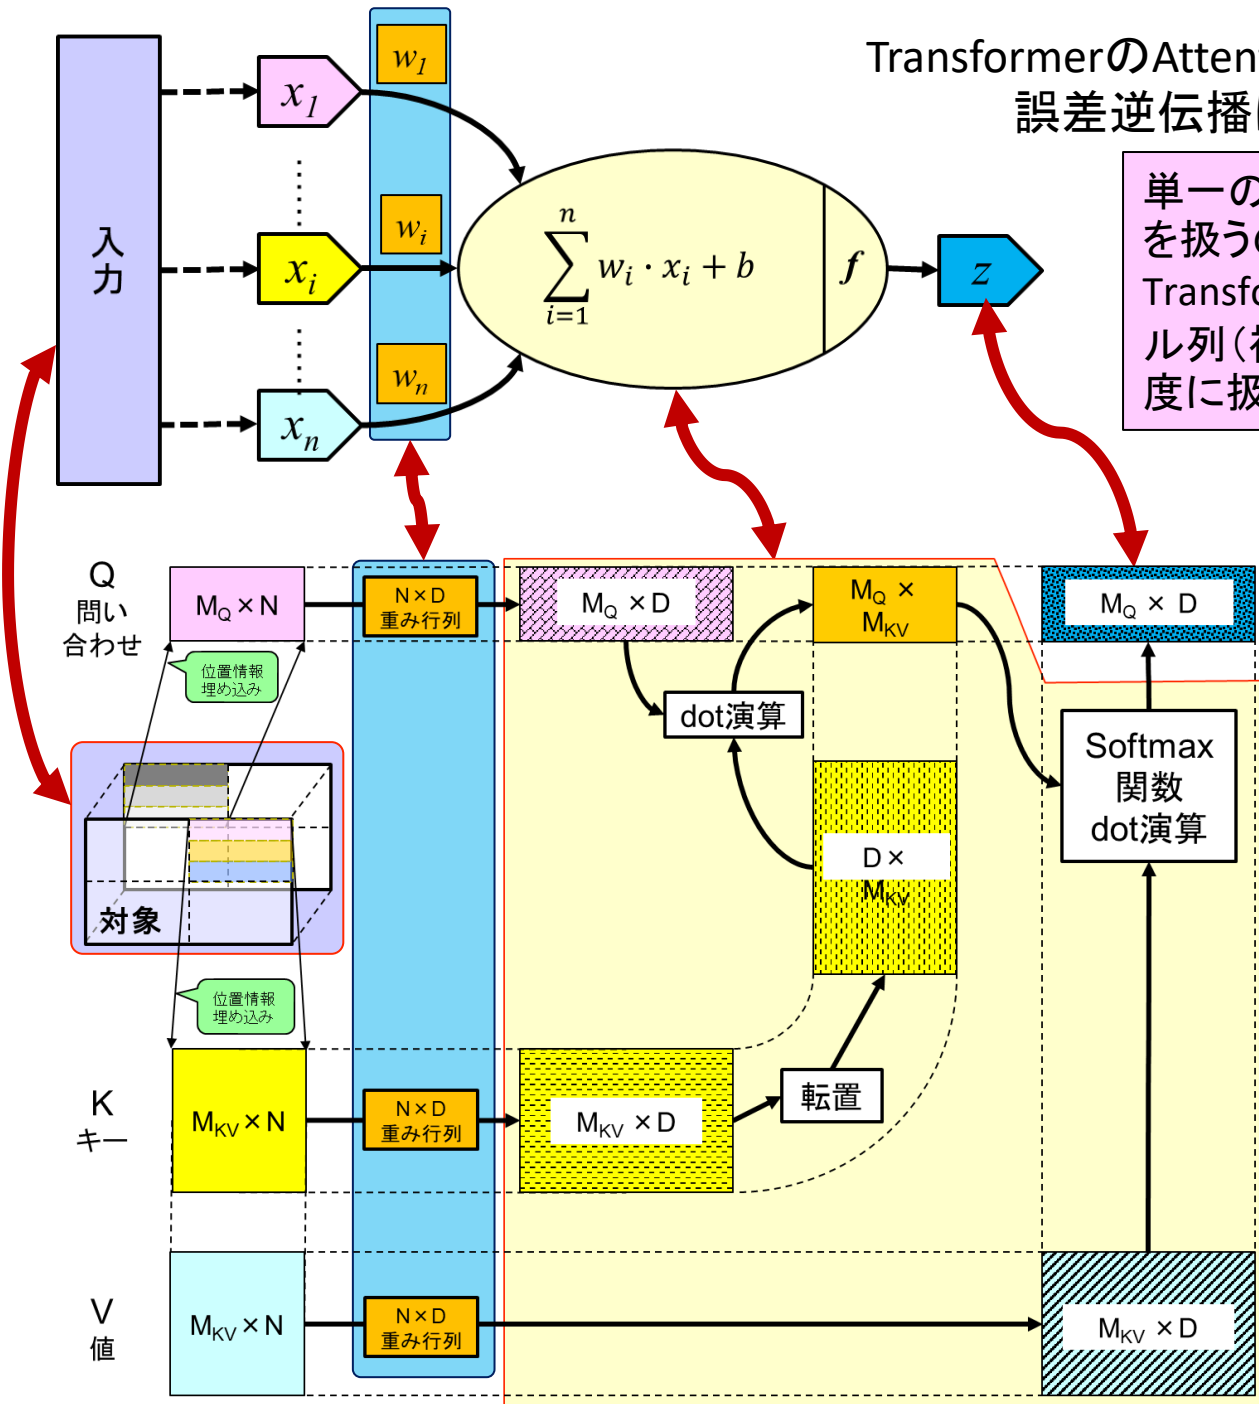 TransformerのAtten
誤差逆伝播
単一の
を扱う
Transfo
ル列（
度に扱
入力
x1
xi
xn
w1
wi
wn
n
∑ wi · xi + b
i=1
f
z
Q
問い
合わせ
MQ × N
N×D
重み行列
MQ × D
MQ ×
MKV
MQ × D
位置情報
埋め込み
dot演算
Softmax
関数
dot演算
D×
MKV
対象
位置情報
埋め込み
K
キー
MKV × N
N×D
重み行列
MKV × D
転置
V
値
MKV × N
N×D
重み行列
MKV × D